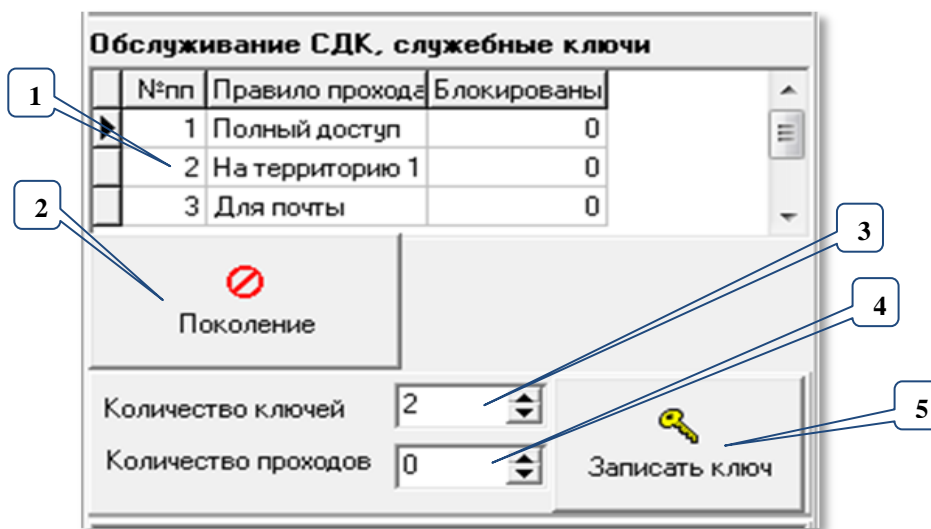 Обслуживание СДК, служебные ключи
№пп Правило прохода Блокированы
1 Полный доступ 0
2 На территорию 1 0
3 Для почты 0
1
2
3
Поколение
4
Количество ключей 2
5
Количество проходов 0
Записать ключ